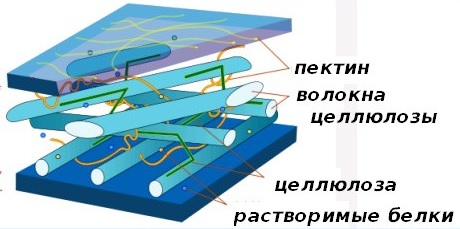 пектин
волокна
целлюлозы
целлюлоза
растворимые белки